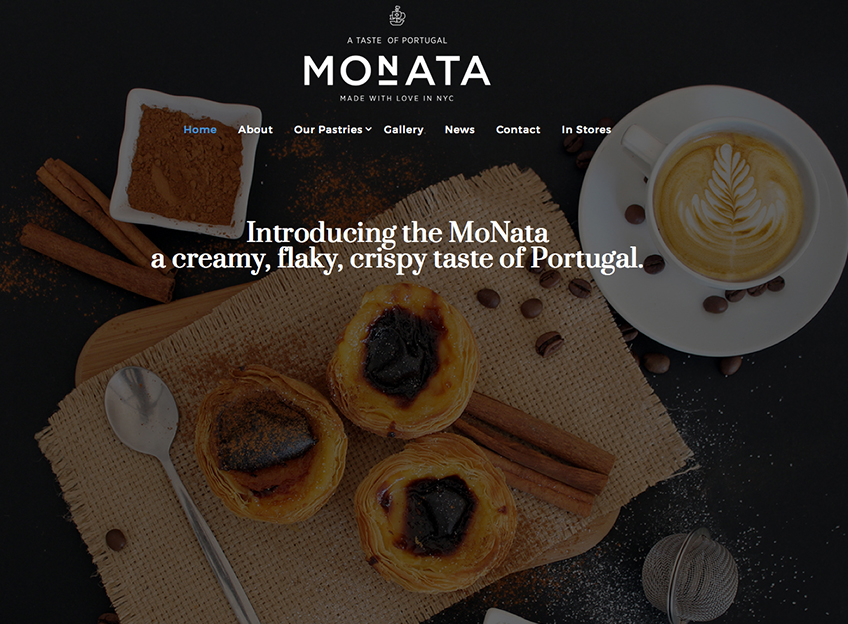 A TASTE OF PORTUGAL
MONATA
MADE WITH LOVE IN NYC
Home About Our Pastries Gallery News Contact In Stores
Introducing the MoNata
a creamy, flaky, crispy taste of Portugal.